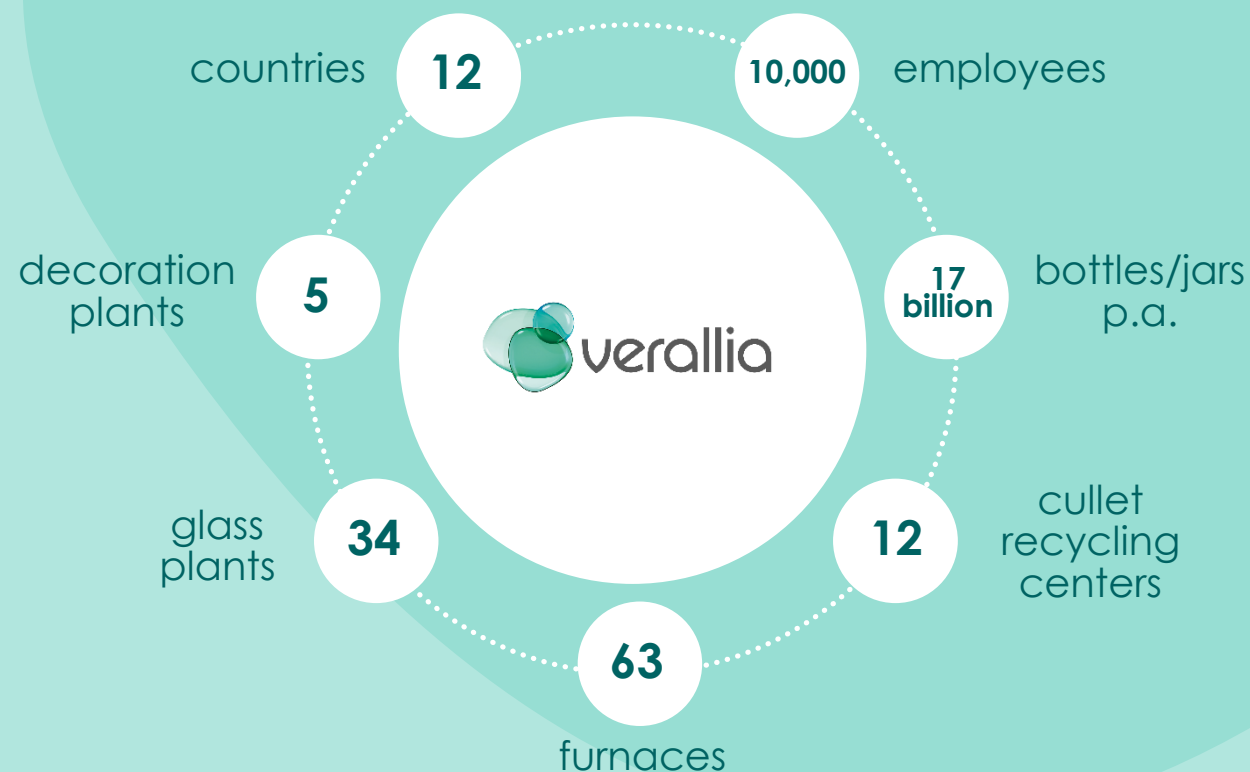 countries
12
10,000
employees
decoration
plants
5
17
billion
bottles/jars
p.a.
verallia
glass
plants
34
12
cullet
recycling
centers
63
furnaces